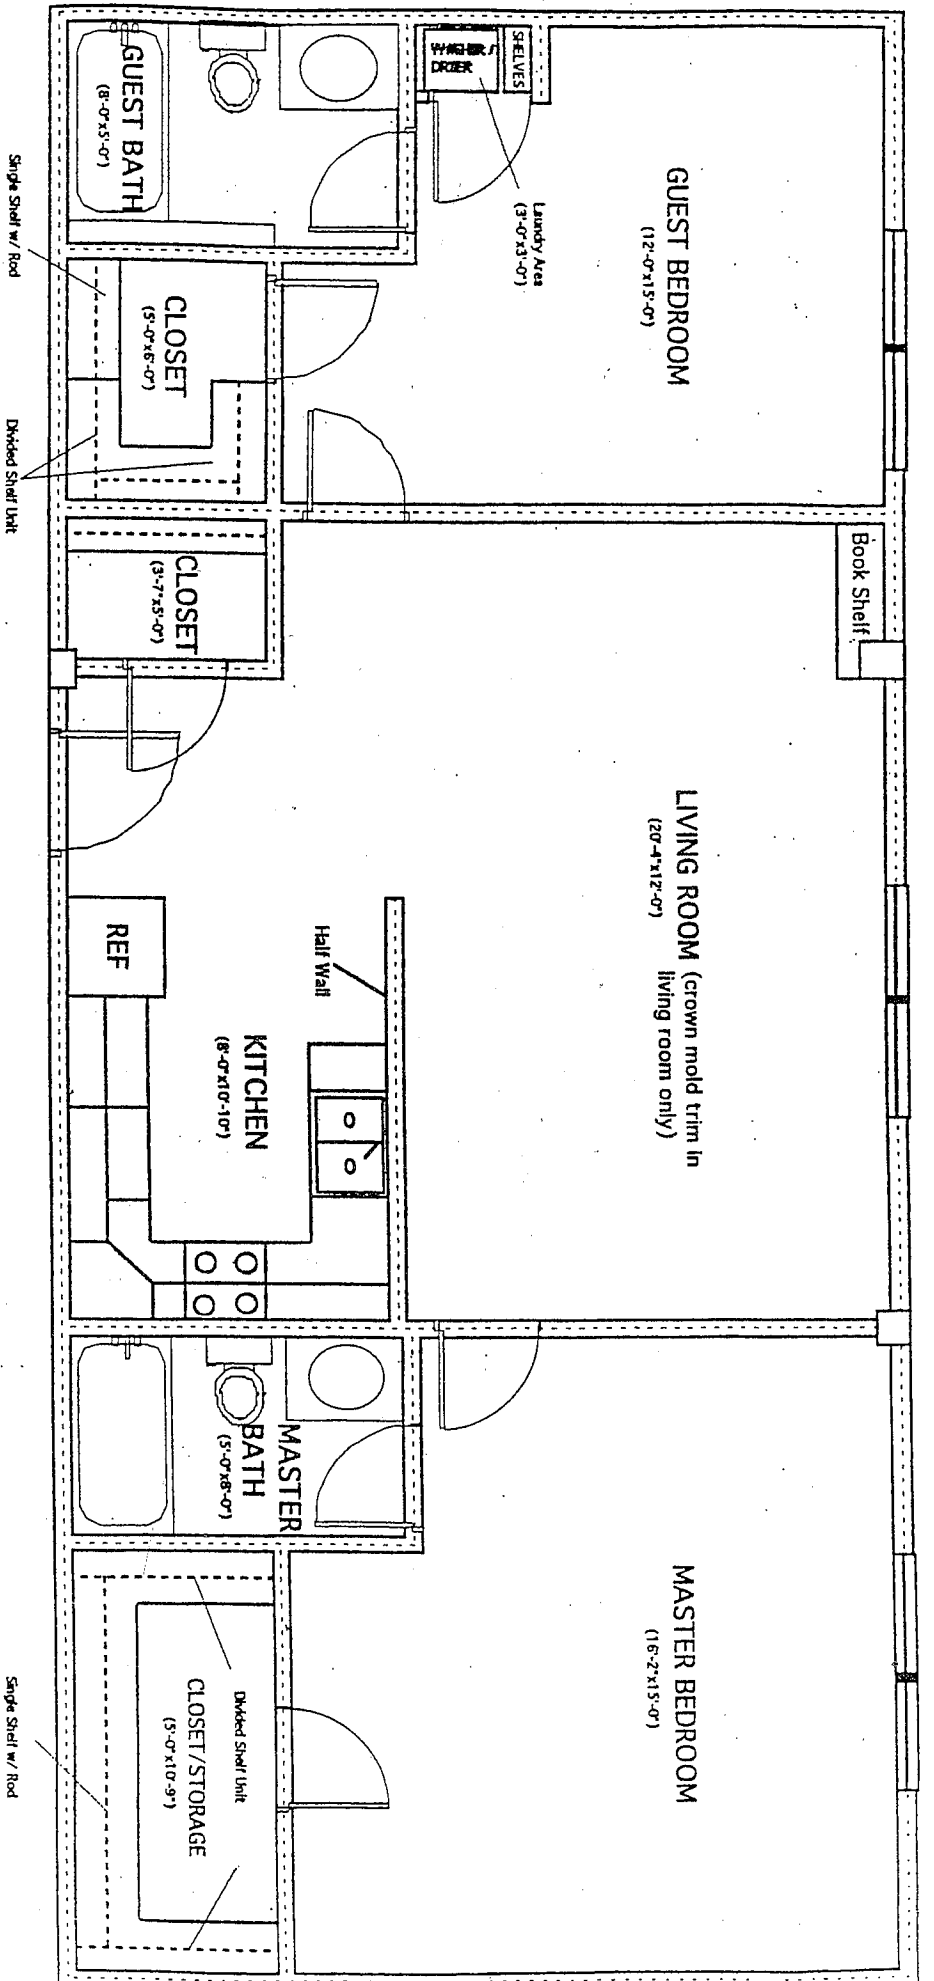 GUEST BEDROOM
(12'-0"x15'-0")
SHELVES
WASHER /
DRYER
Laundry Area
(3'-0"x3'-0")
GUEST BATH
(8'-0"x5'-0")
CLOSET
(5'-0"x6'-0")
Single Shelf w/ Rod
Divided Shelf Unit
Book Shelf
CLOSET
(3'-7"x5'-0")
LIVING ROOM (crown mold trim in
living room only)
(20'-4"x12'-0")
Half Wall
REF
KITCHEN
(8'-0"x10'-10")
MASTER
BATH
(5'-0"x8'-0")
MASTER BEDROOM
(16'-2"x15'-0")
Divided Shelf Unit
CLOSET/STORAGE
(5'-0"x10'-9")
Single Shelf w/ Rod